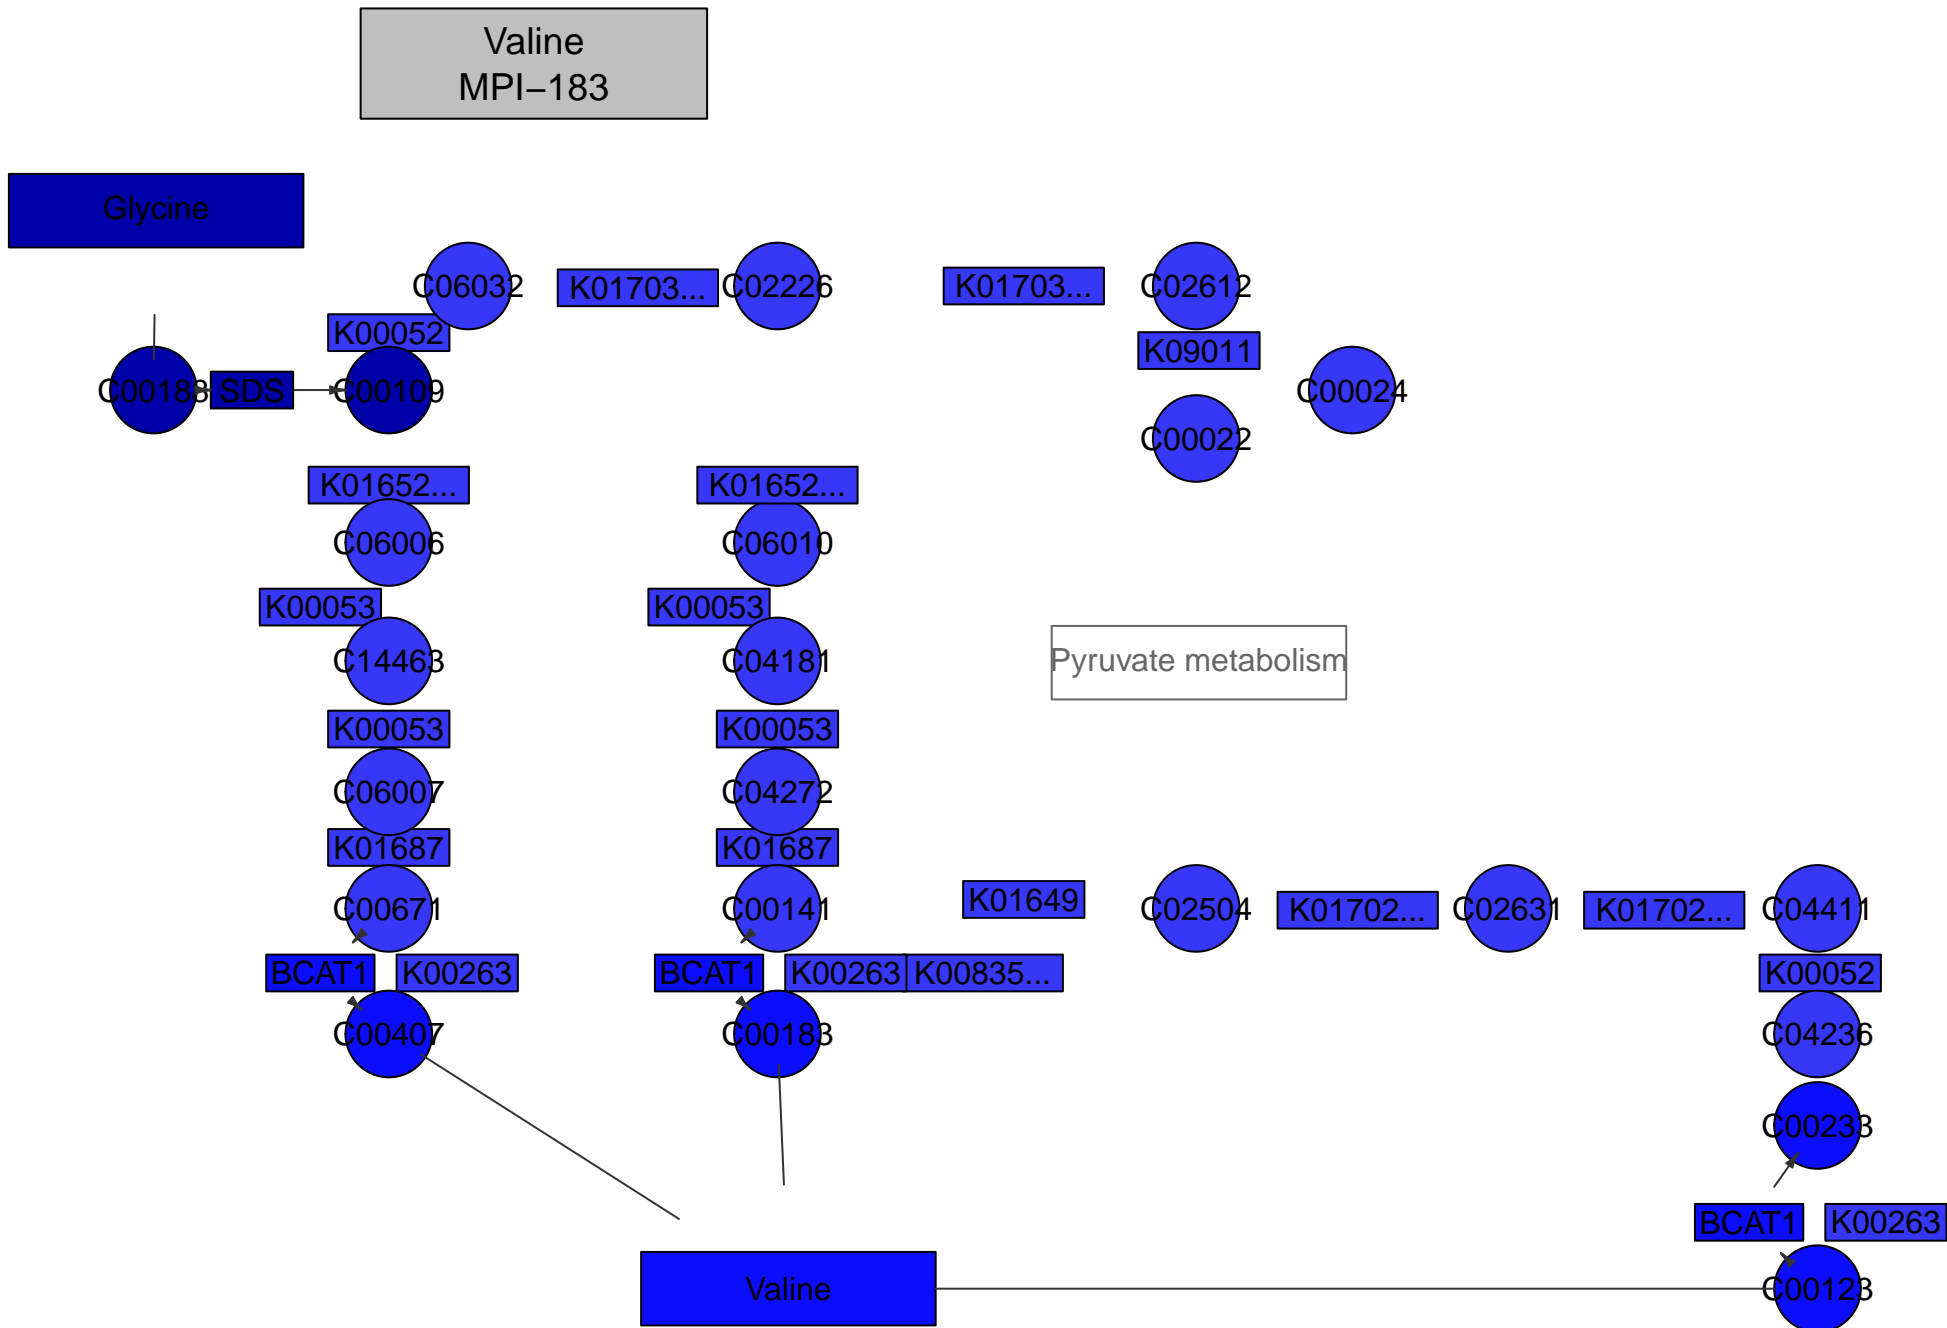 Valine
MPI−183
Glycine
C06032
K01703...
C02226
K01703...
C02612
K00052
K09011
C00188
SDS
C00109
C00024
C00022
K01652...
K01652...
C06006
C06010
K00053
K00053
C14463
C04181
Pyruvate metabolism
K00053
K00053
C06007
C04272
K01687
K01687
C00671
C00141
K01649
C02504
K01702...
C02631
K01702...
C04411
BCAT1
K00263
BCAT1
K00263
K00835...
K00052
C00407
C00183
C04236
C00233
BCAT1
K00263
Valine
C00123